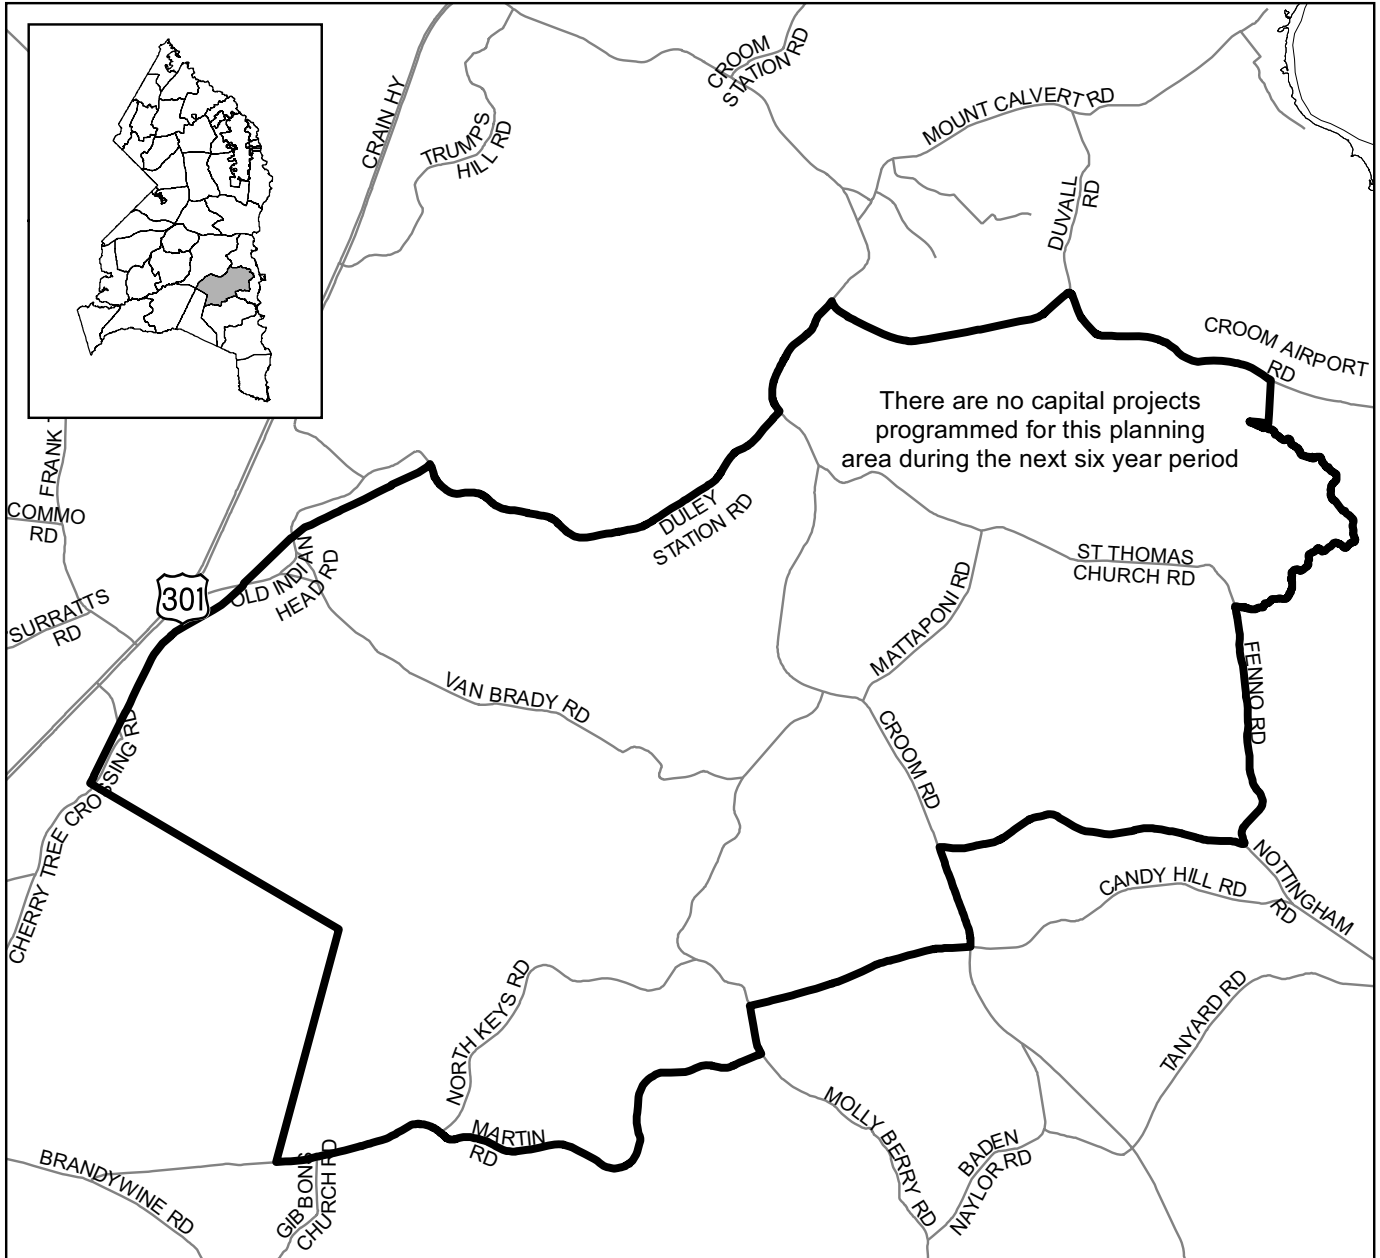 CROOM
STATION RD
CRAIN HY
TRUMPS
HILL RD
MOUNT CALVERT RD
DUVALL
RD
CROOM AIRPORT
RD
There are no capital projects
programmed for this planning
area during the next six year period
FRANK
COMMO
RD
DULEY
STATION RD
OLD INDIAN
HEAD RD
301
SURRATTS
RD
ST THOMAS
CHURCH RD
MATTAPONI RD
FENNO RD
VAN BRADY RD
CROOM RD
CHERRY TREE CROSSING RD
NOTTINGHAM
RD
CANDY HILL RD
NORTH KEYS RD
TANYARD RD
MOLLY BERRY RD
MARTIN
RD
BADEN
NAYLOR RD
BRANDYWINE RD
GIBBONS
CHURCH RD